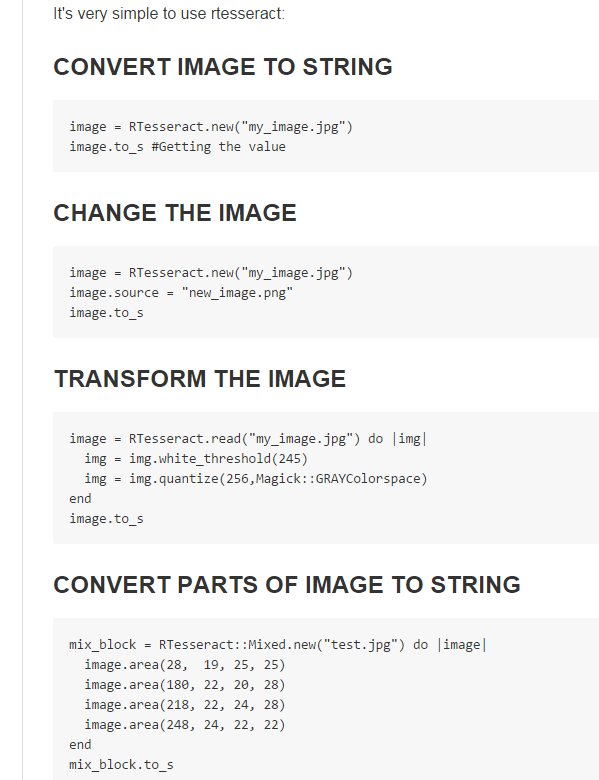 It's very simple to use rtesseract:
CONVERT IMAGE TO STRING
image = RTesseract.new("my_image.jpg")
image.to_s #Getting the value
CHANGE THE IMAGE
image = RTesseract.new("my_image.jpg")
image.source = "new_image.png"
image.to_s
TRANSFORM THE IMAGE
image = RTesseract.read("my_image.jpg") do |img|
  img = img.white_threshold(245)
  img = img.quantize(256,Magick::GRAYColorspace)
end
image.to_s
CONVERT PARTS OF IMAGE TO STRING
mix_block = RTesseract::Mixed.new("test.jpg") do |image|
  image.area(28,  19, 25, 25)
  image.area(180, 22, 20, 28)
  image.area(218, 22, 24, 28)
  image.area(248, 24, 22, 22)
end
mix_block.to_s